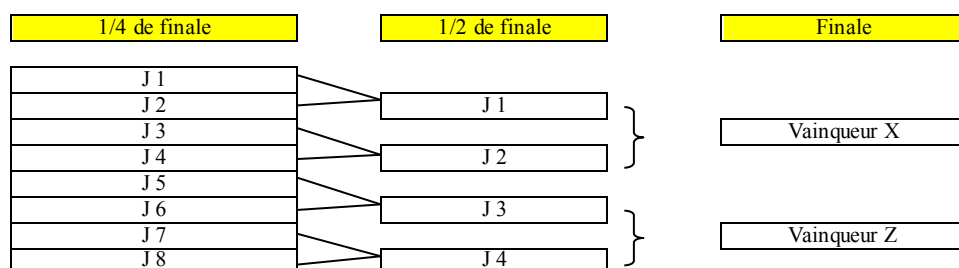 1/4 de finale
1/2 de finale
Finale
J 1
J 2
J 1
J 3
Vainqueur X
J 4
J 2
J 5
J 6
J 3
J 7
Vainqueur Z
J 8
J 4